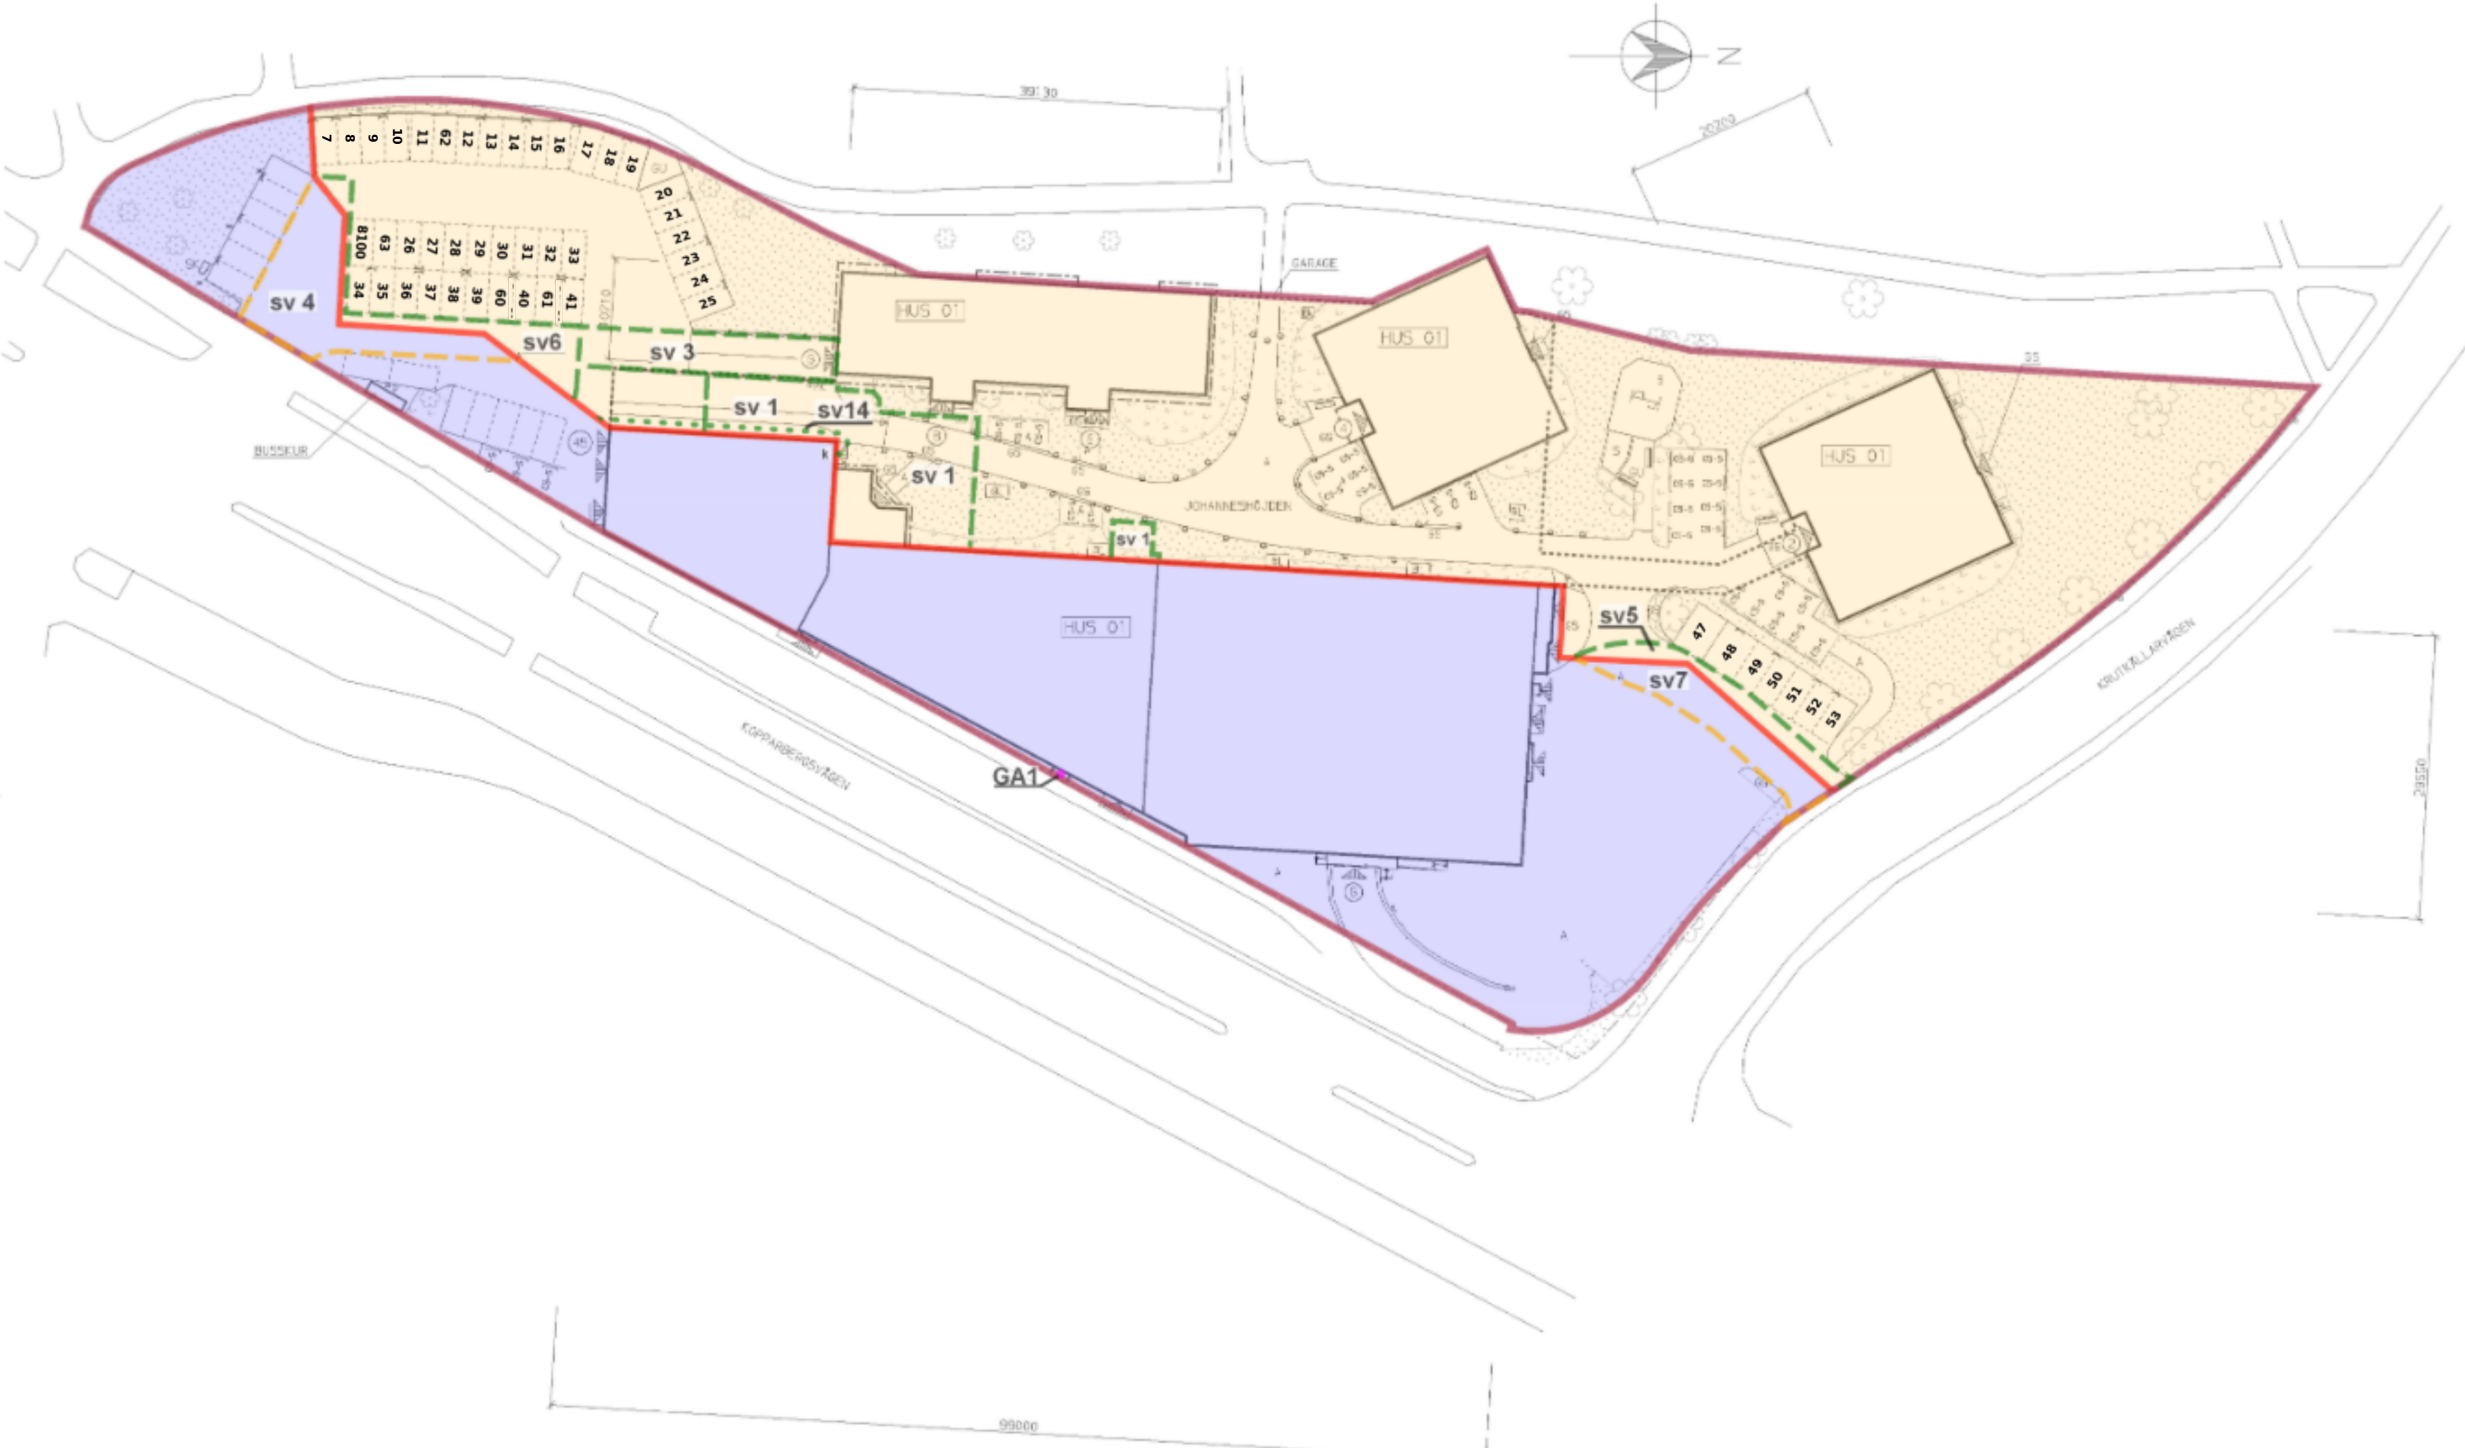 N
39130
20200
7 8 9 10 11 62 12 13 14 15 16 17 18 19
20
21
22
23
24
25
8100 63 26 27 28 29 30 31 32 33
34 35 36 37 38 39 60 40 61 41
GARAGE
HUS 01
HUS 01
HUS 01
sv 4
sv6
sv 3
sv 1
sv14
BUSSKUR
45
k
sv 1
JOHANNESHÖJDEN
sv 1
HUS 01
sv5
sv7
47
48
49
50
51
52
53
KRUTKÄLLARVÄGEN
KOPPARBERGSVÄGEN
GA1
A
A
99000